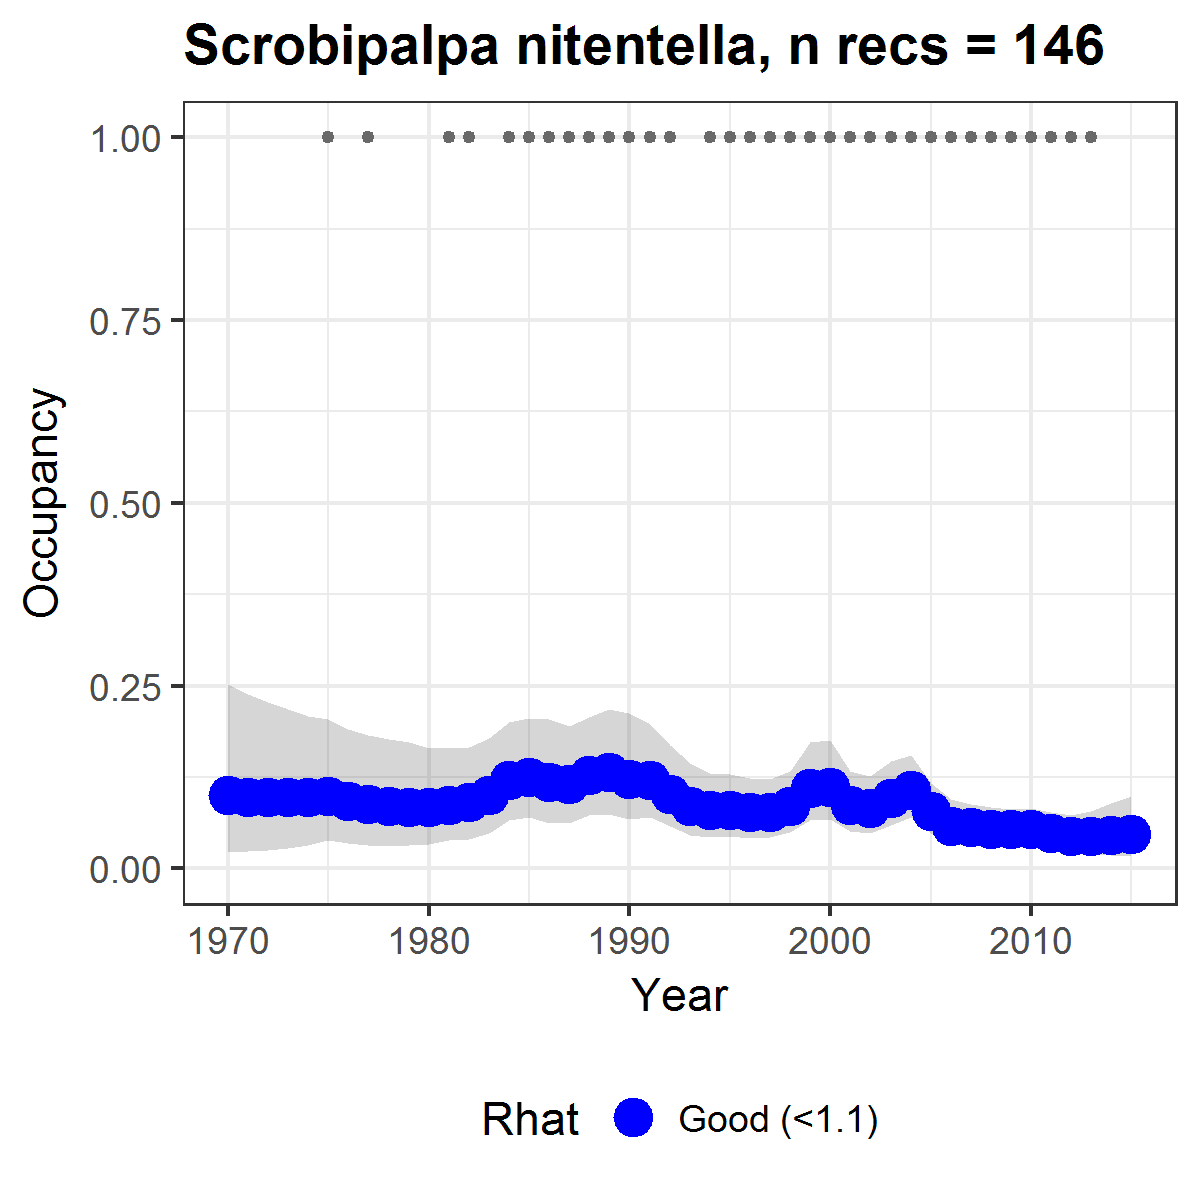 Scrobipalpa nitentella, n recs = 146
1.00
0.75
0.50
0.25
0.00
Occupancy
1970 1980 1990 2000 2010
Year
Rhat Good (<1.1)